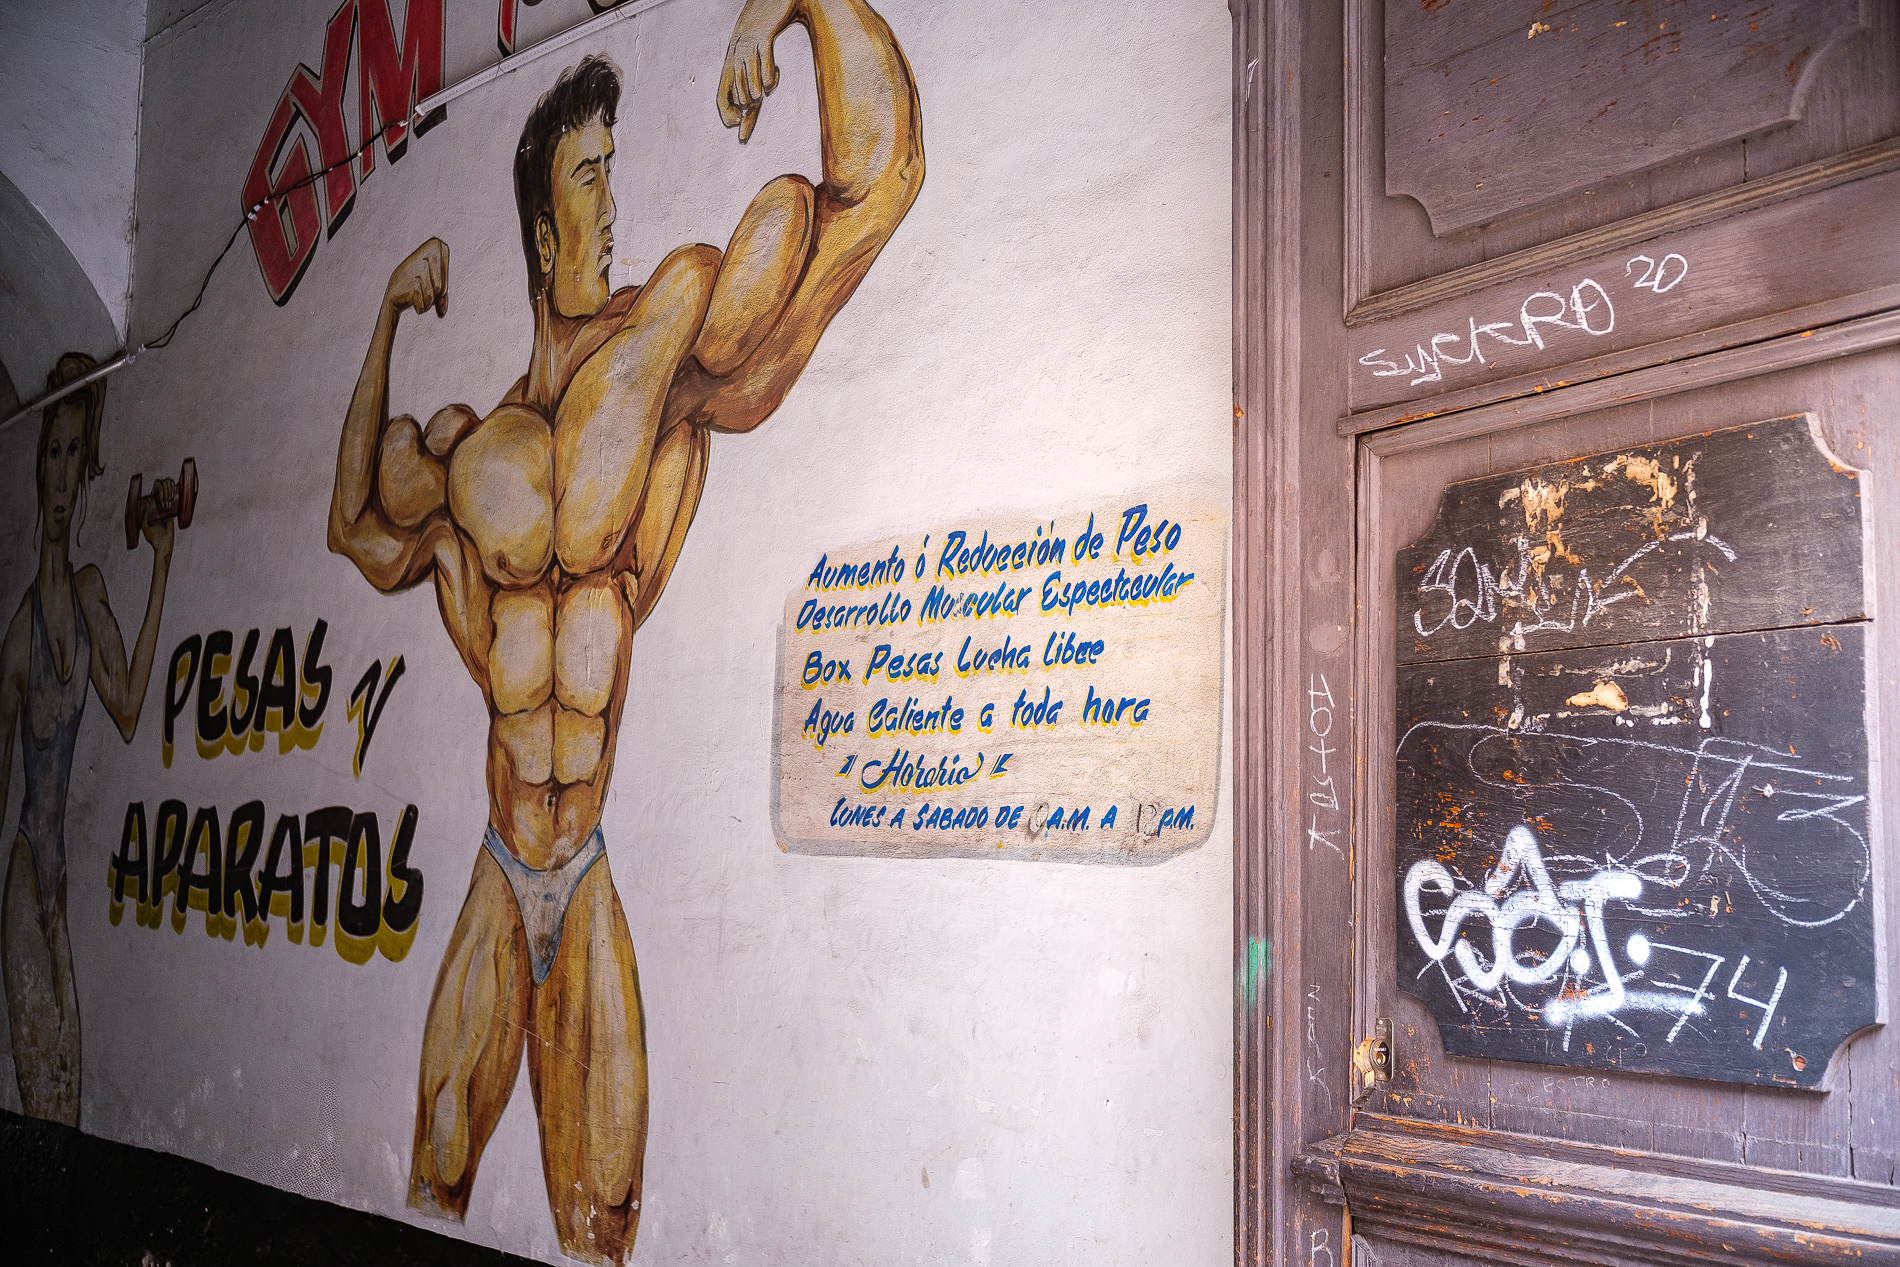 GYM
PESAS Y
APARATOS
Aumento ó Reducción de Peso
Desarrollo Muscular Espectacular
Box Pesas Lucha Libre
Agua Caliente a toda hora
"Horario"
LUNES A SABADO DE A.M. A P.M.
20
13
74